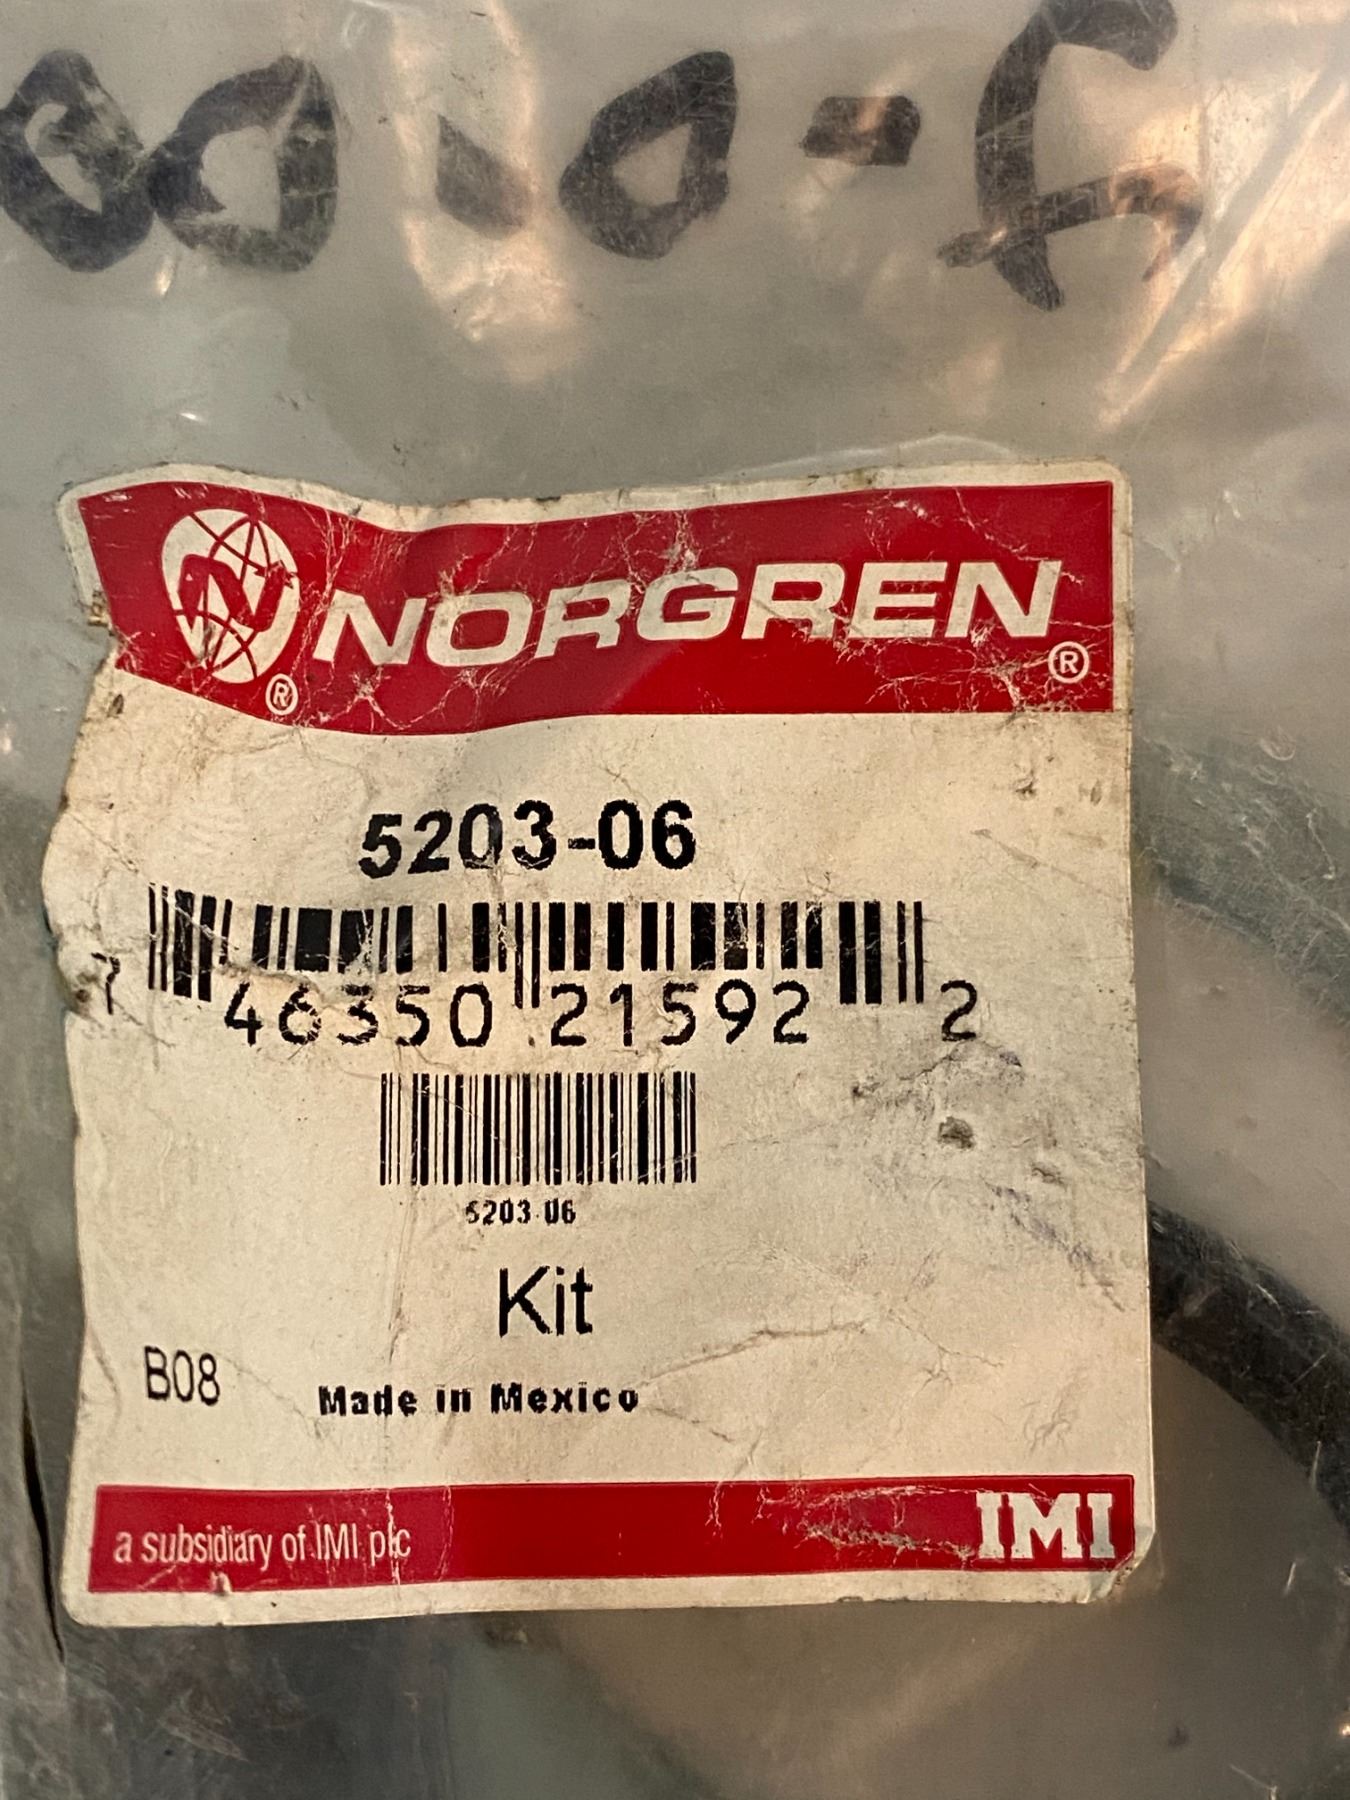 NORGREN®
5203-06
7 46350 21592 2
5203-06
Kit
B08
Made in Mexico
a subsidiary of IMI plc
IMI